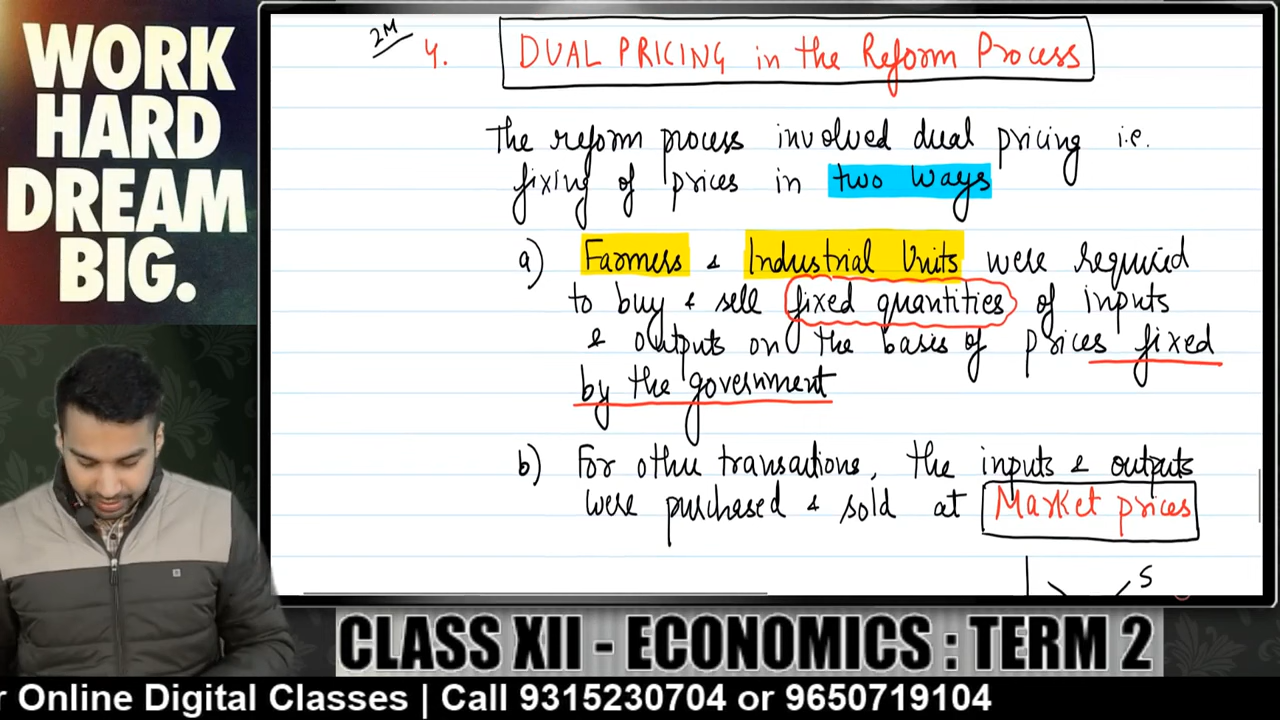 WORK
HARD
DREAM
BIG.
2M
4. DUAL PRICING in the Reform Process
The reform process involved dual pricing i.e.
fixing of prices in two ways
a) Farmers & Industrial Units were required
to buy & sell fixed quantities of inputs
& outputs on the basis of prices fixed
by the government
b) For other transactions, the inputs & outputs
were purchased & sold at Market prices
S
CLASS XII - ECONOMICS : TERM 2
r Online Digital Classes | Call 9315230704 or 9650719104